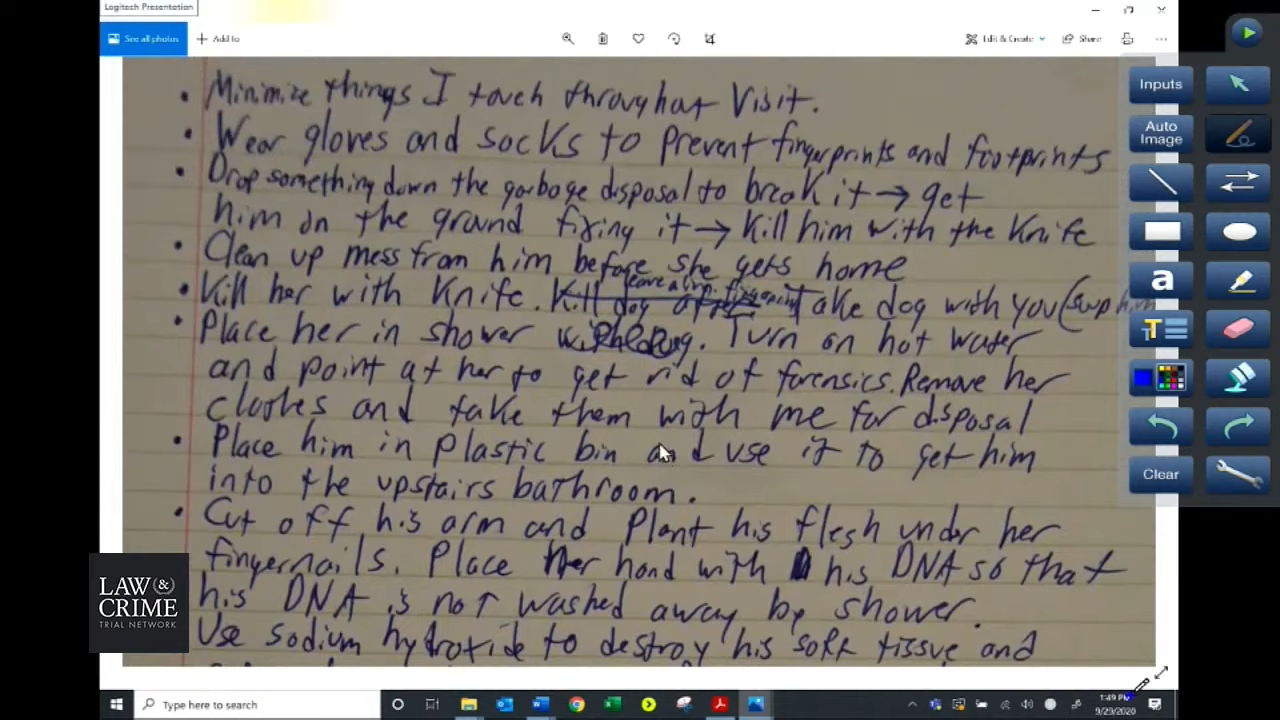 Logitech Presentation
See all photos
Add to
Edit & Create
Share
• Minimize things I touch throughout Visit.
• Wear gloves and socks to prevent fingerprints and footprints
• Drop something down the garbage disposal to break it → get
him on the ground fixing it → Kill him with the Knife
• Clean up mess from him before she gets home
• Kill her with Knife. Kill dog Take dog with you
• Place her in shower. Turn on hot water
and point at her to get rid of forensics. Remove her
clothes and take them with me for disposal
• Place him in plastic bin and use it to get him
into the upstairs bathroom.
• Cut off his arm and Plant his flesh under her
fingernails. Place her hand with his DNA so that
his DNA is not washed away by shower.
Use sodium hydroxide to destroy his soft tissue and
Inputs
Auto
Image
a
T
Clear
LAW &
CRIME
TRIAL NETWORK
Type here to search
1:49 PM
9/29/2020